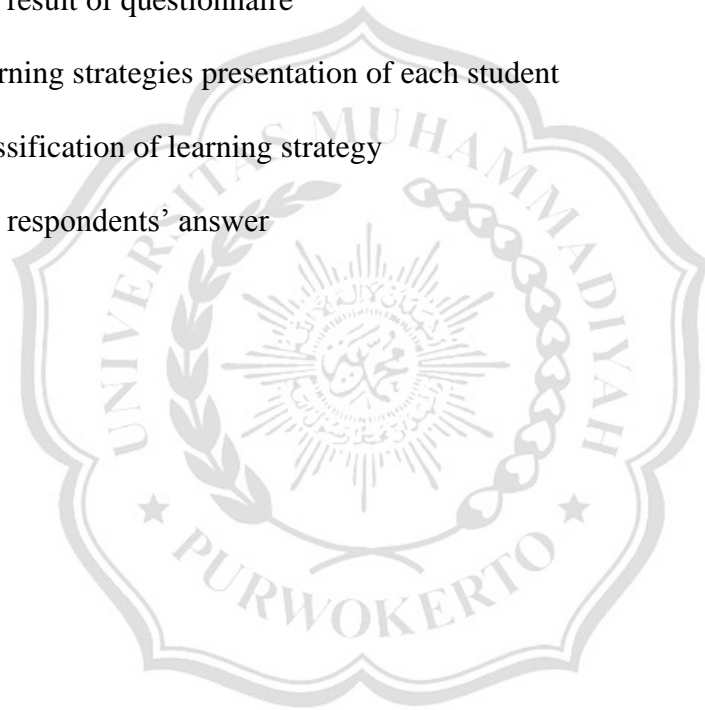 result of questionnaire
rning strategies presentation of each student
ssification of learning strategy
respondents’ answer
UNIVERSITAS MUHAMMADIYAH
PURWOKERTO